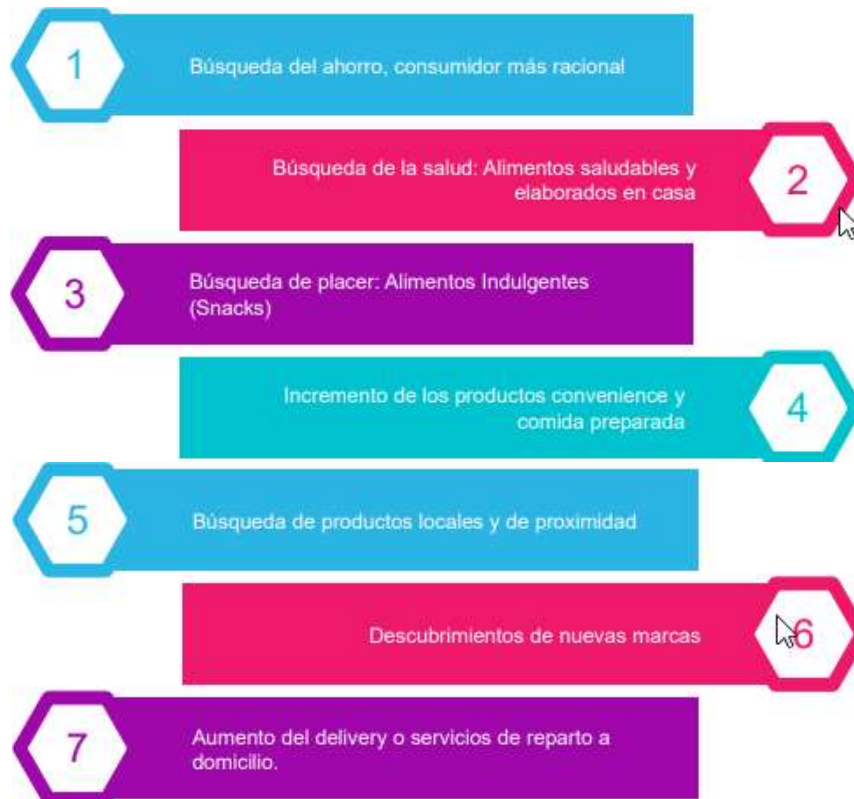 1
Búsqueda del ahorro, consumidor más racional
Búsqueda de la salud: Alimentos saludables y
elaborados en casa
2
3
Búsqueda de placer: Alimentos Indulgentes
(Snacks)
Incremento de los productos convenience y
comida preparada
4
5
Búsqueda de productos locales y de proximidad
Descubrimientos de nuevas marcas
6
7
Aumento del delivery o servicios de reparto a
domicilio.